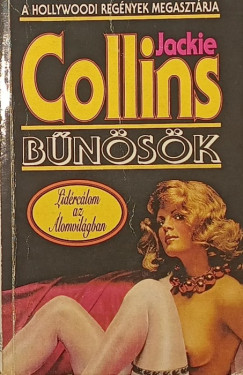 A HOLLYWOODI REGÉNYEK MEGASZTÁRJA
Jackie
Collins
BŰNÖSÖK
Lidércálom
az
Álomvilágban